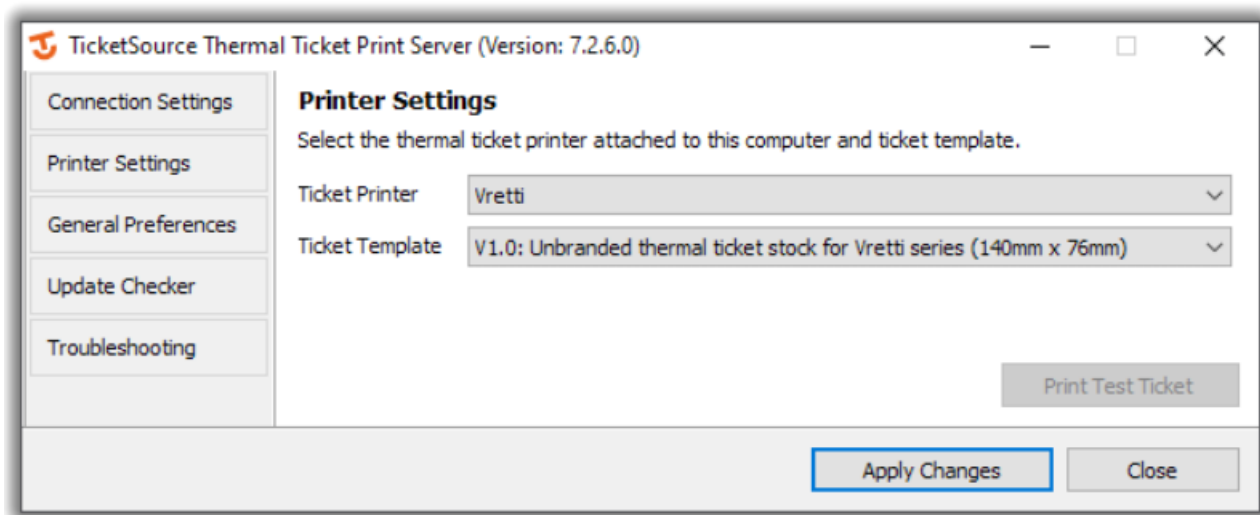 TicketSource Thermal Ticket Print Server (Version: 7.2.6.0)
Connection Settings
Printer Settings
General Preferences
Update Checker
Troubleshooting
Printer Settings
Select the thermal ticket printer attached to this computer and ticket template.
Ticket Printer Vretti
Ticket Template V1.0: Unbranded thermal ticket stock for Vretti series (140mm x 76mm)
Print Test Ticket
Apply Changes Close